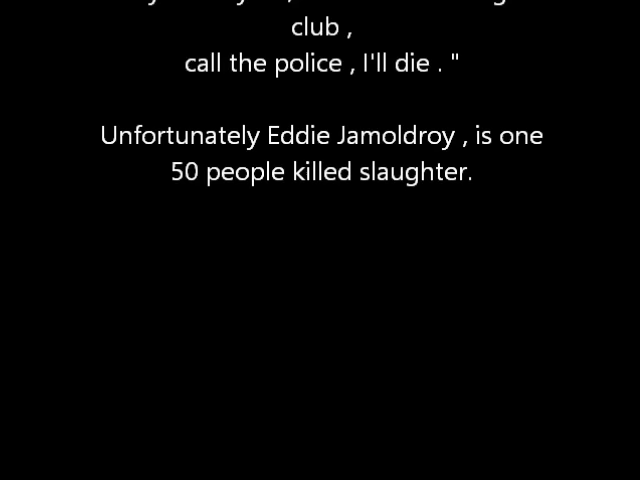 club ,
call the police , I'll die . "
Unfortunately Eddie Jamoldroy , is one
50 people killed slaughter.